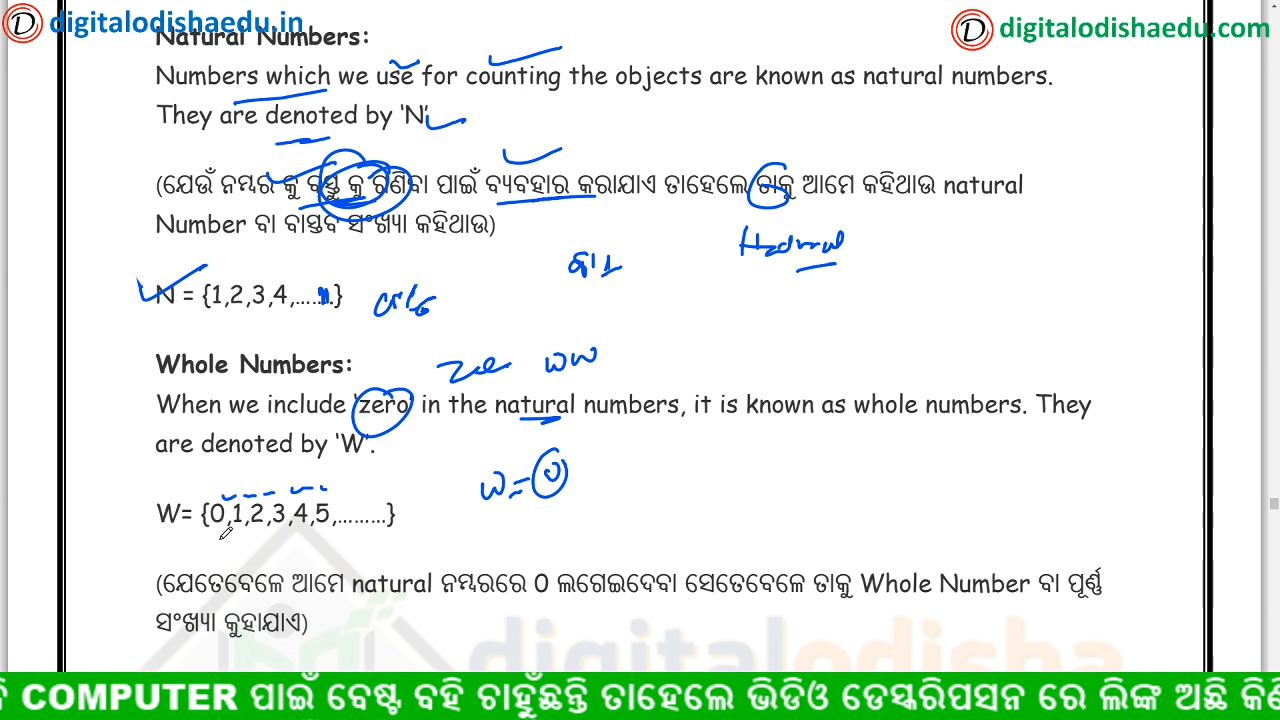 digitalodishaedu.in
digitalodishaedu.com
Natural Numbers:
Numbers which we use for counting the objects are known as natural numbers.
They are denoted by 'N'.
(ଯେଉଁ ନମ୍ବର କୁ ବସ୍ତୁ କୁ ଗଣିବା ପାଇଁ ବ୍ୟବହାର କରାଯାଏ ତାହେଲେ ତାକୁ ଆମେ କହିଥାଉ natural
Number ବା ବାସ୍ତବ ସଂଖ୍ୟା କହିଥାଉ)
N = {1,2,3,4,.......}
Whole Numbers:
When we include 'zero' in the natural numbers, it is known as whole numbers. They
are denoted by 'W'.
W=
W= {0,1,2,3,4,5,.........}
(ଯେତେବେଳେ ଆମେ natural ନମ୍ବରରେ 0 ଲଗେଇଦେବା ସେତେବେଳେ ତାକୁ Whole Number ବା ପୂର୍ଣ୍ଣ
ସଂଖ୍ୟା କୁହାଯାଏ)
digitalodisha
COMPUTER ପାଇଁ ବେଷ୍ଟ ବହି ଚାହୁଁଛନ୍ତି ତାହେଲେ ଭିଡିଓ ଡେସ୍କରିପସନ ରେ ଲିଙ୍କ ଅଛି